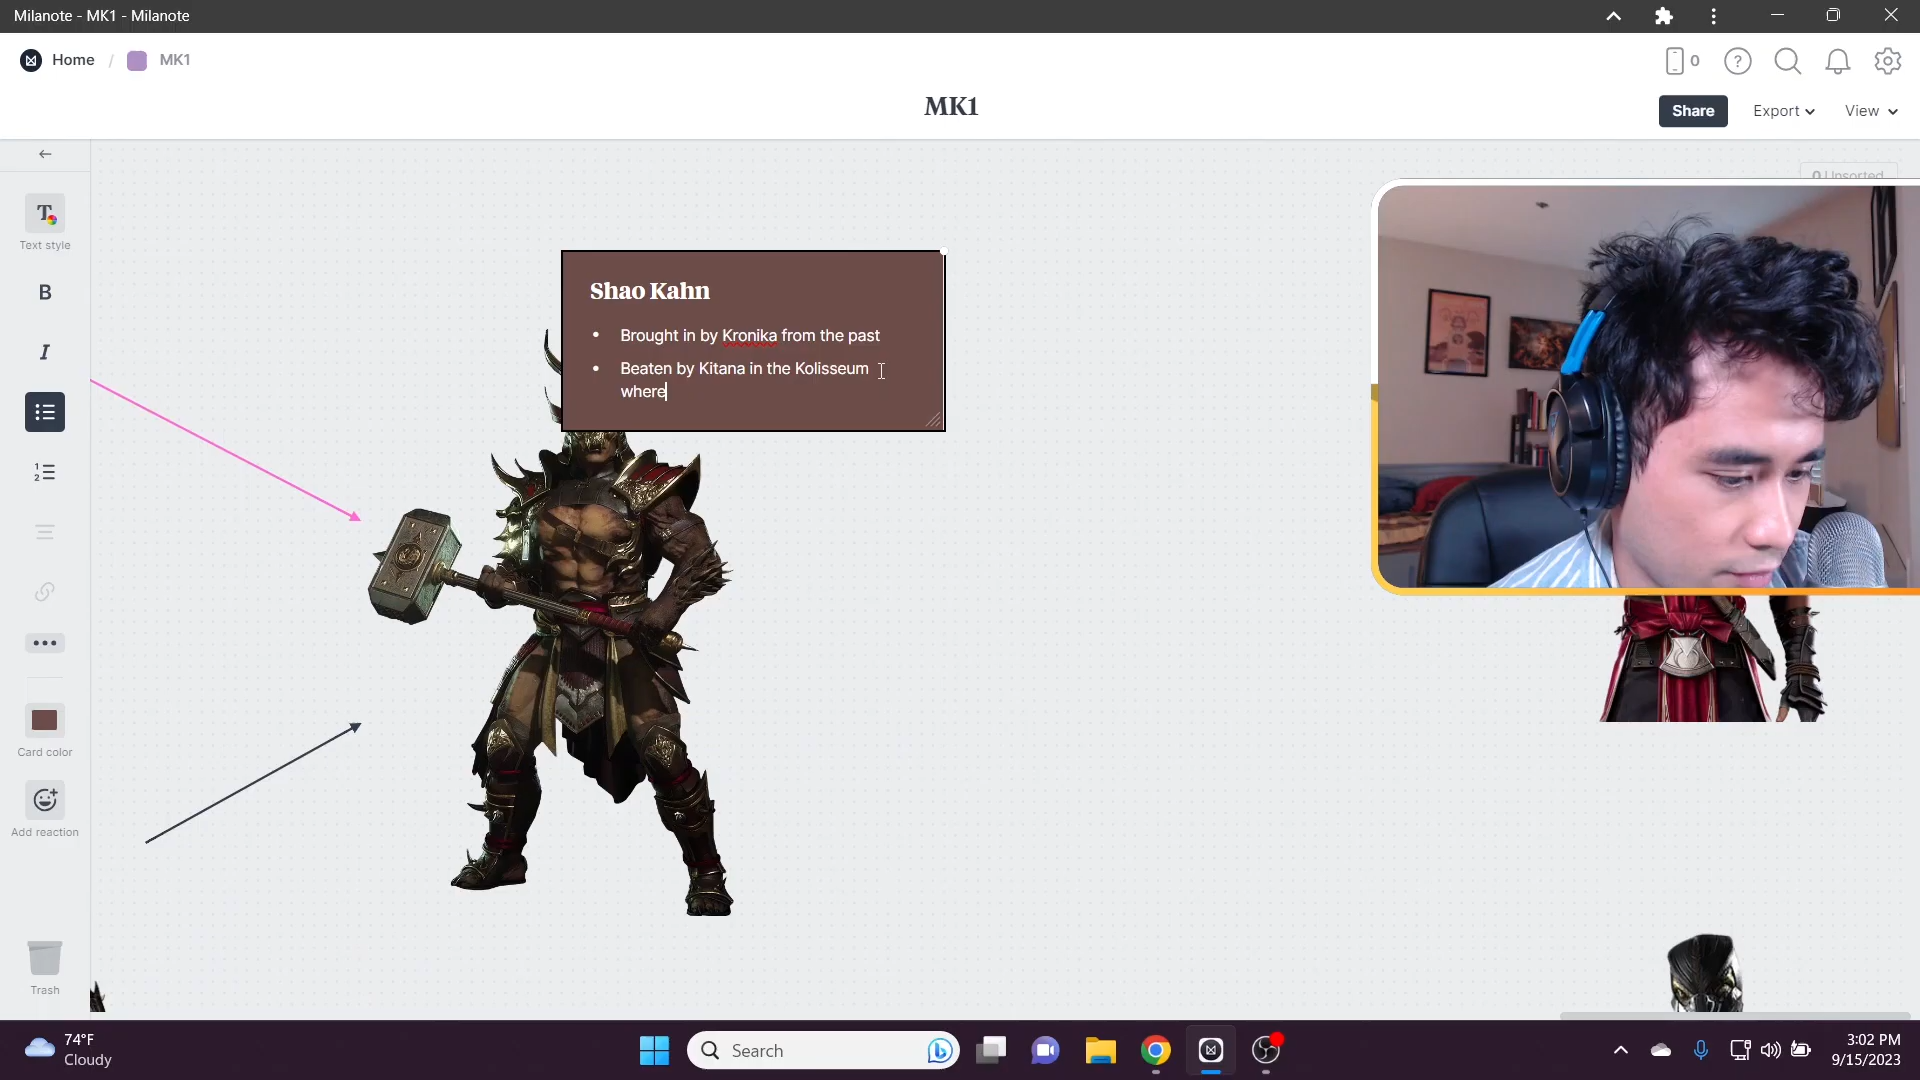 Milanote - MK1 - Milanote
Home / MK1
0
MK1
Share
Export
View
0 Unsorted
Text style
B
I
Card color
Add reaction
Trash
Shao Kahn
• Brought in by Kronika from the past
• Beaten by Kitana in the Kolisseum
where
74°F
Cloudy
Search
3:02 PM
9/15/2023